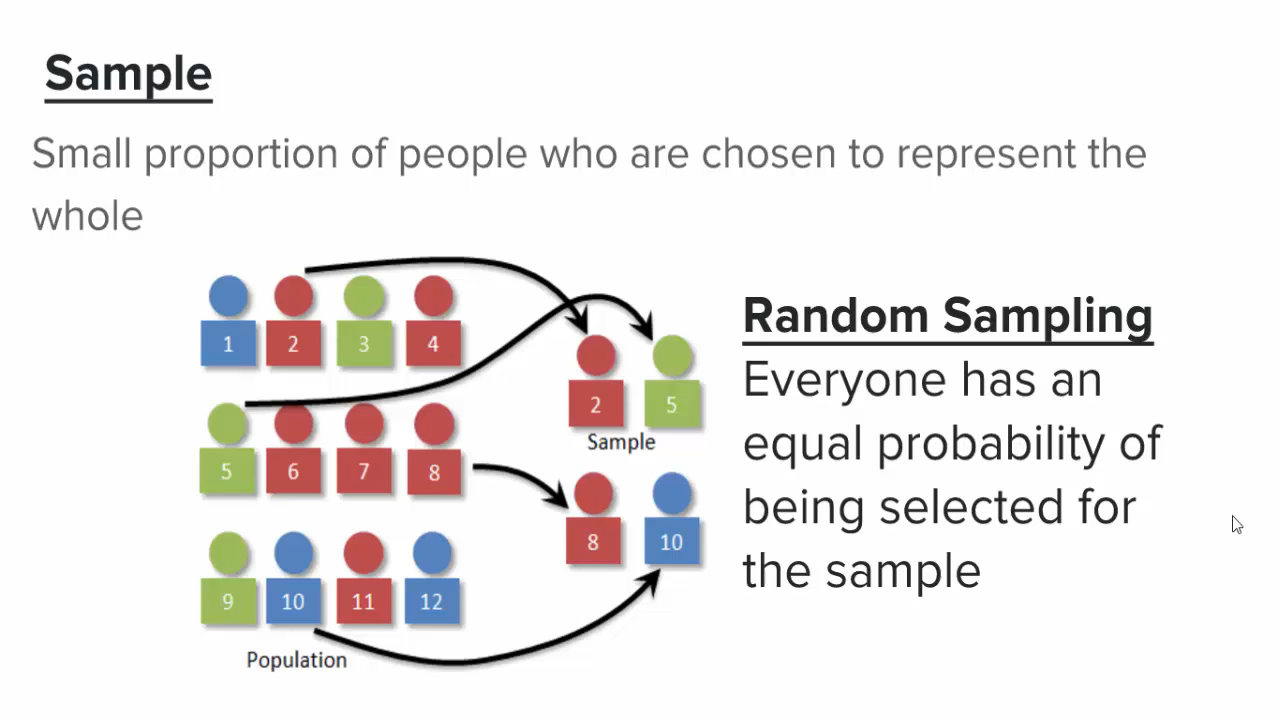 Sample
Small proportion of people who are chosen to represent the
whole
1 2 3 4
5 6 7 8
9 10 11 12
Population
2 5
Sample
8 10
Random Sampling
Everyone has an
equal probability of
being selected for
the sample